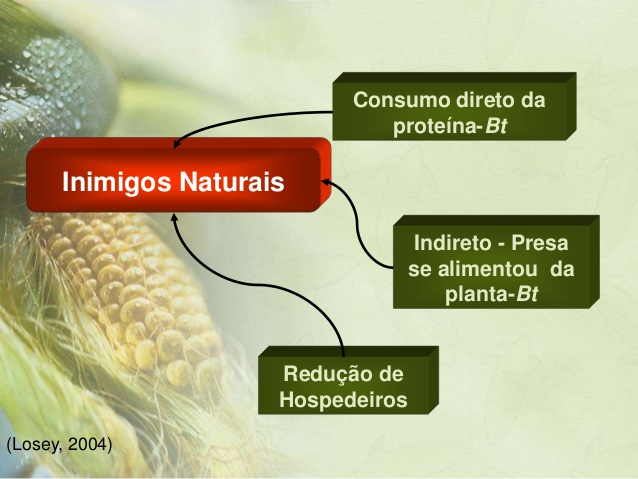 Consumo direto da
proteína-Bt
Inimigos Naturais
Indireto - Presa
se alimentou da
planta-Bt
Redução de
Hospedeiros
(Losey, 2004)